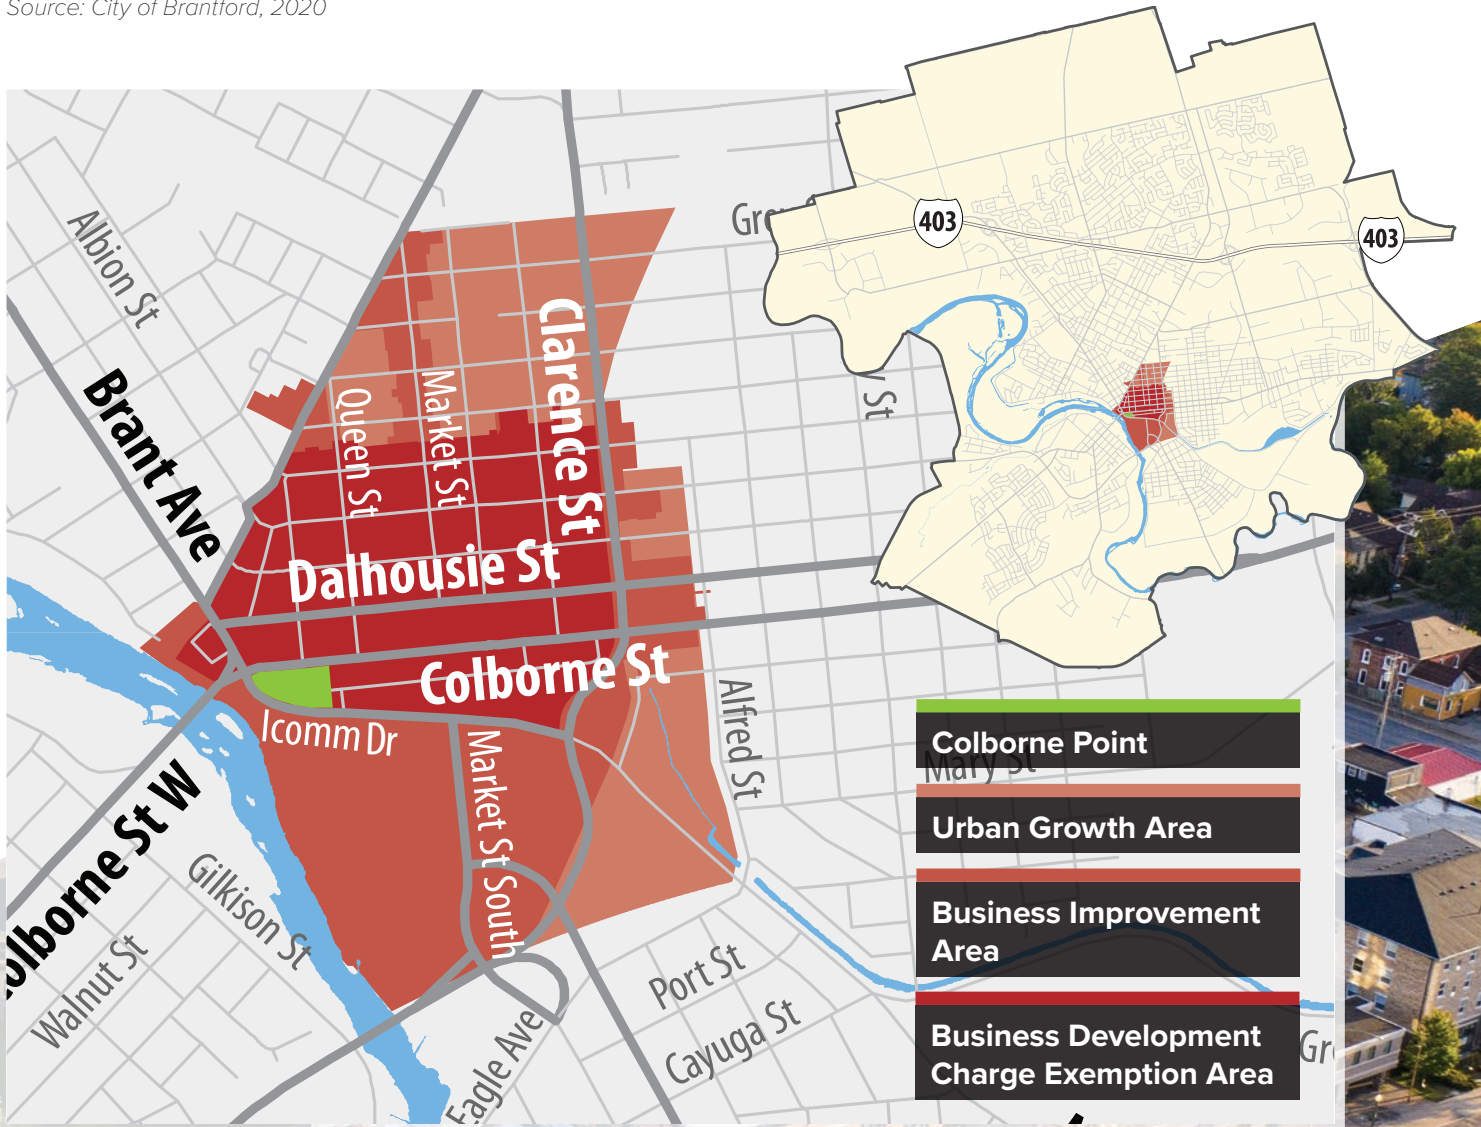 Source: City of Brantford, 2020
403
403
Albion St
Brant Ave
Queen St
Market St
Clarence St
St
Dalhousie St
Colborne St
Icomm Dr
Alfred St
Market St South
Colborne St W
Gilkison St
Walnut St
Port St
Cayuga St
Eagle Ave
Colborne Point
Mary St
Urban Growth Area
Business Improvement
Area
Business Development
Charge Exemption Area